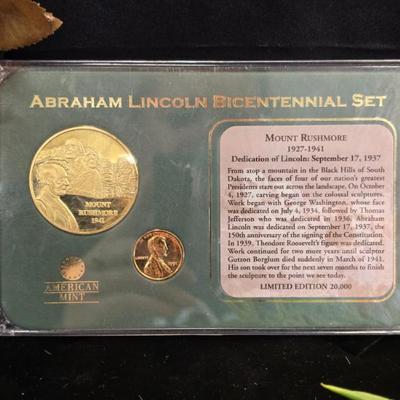 ABRAHAM LINCOLN BICENTENNIAL SET
MOUNT RUSHMORE
1927-1941
Dedication of Lincoln: September 17, 1937
From atop a mountain in the Black Hills of South
Dakota, the faces of four of our nation's greatest
Presidents stare out across the landscape. On October
4, 1927, carving began on the colossal sculptures.
Work began with George Washington, whose face
was dedicated on July 4, 1934, followed by Thomas
Jefferson who was dedicated in 1936. Abraham
Lincoln was dedicated on September 17, 1937, the
150th anniversary of the signing of the Constitution.
In 1939, Theodore Roosevelt's figure was dedicated.
Work continued for two more years until sculptor
Gutzon Borglum died suddenly in March of 1941.
His son took over for the next seven months to finish
the sculpture to the point we see today.
LIMITED EDITION 20,000
MOUNT
RUSHMORE
1941
LIBERTY
AMERICAN
MINT